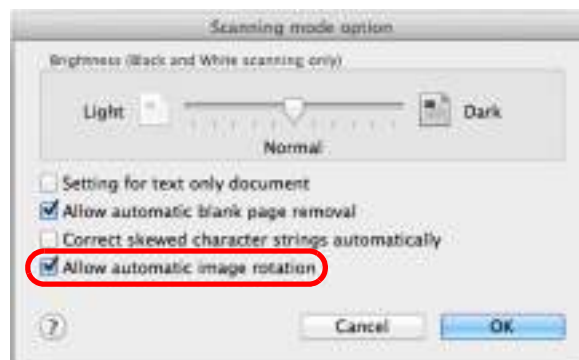 Scanning mode option
Brightness (Black and White scanning only)
Light Dark
Normal
Setting for text only document
Allow automatic blank page removal
Correct skewed character strings automatically
Allow automatic image rotation
? Cancel OK